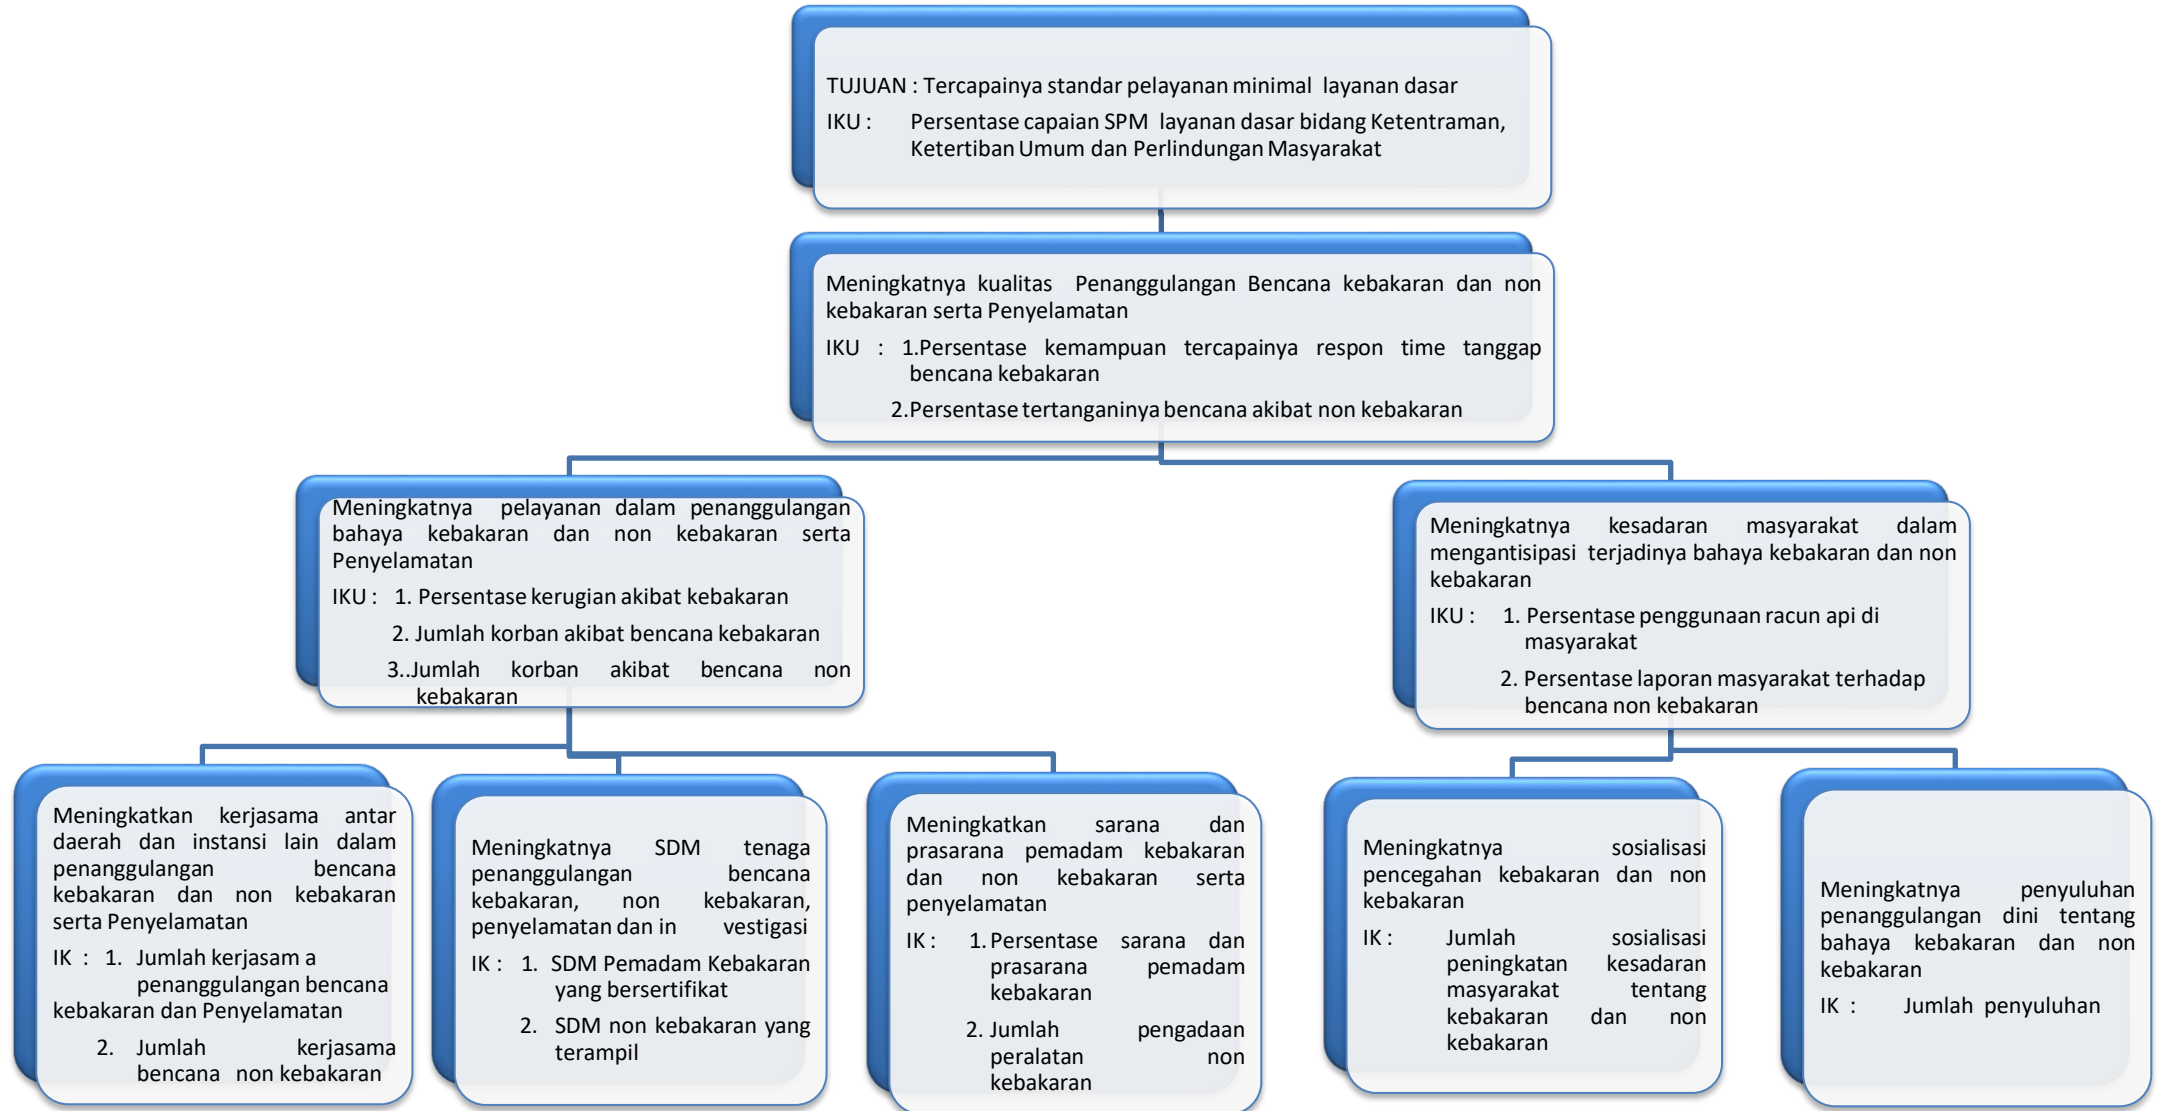 TUJUAN : Tercapainya standar pelayanan minimal layanan dasar
IKU : Persentase capaian SPM layanan dasar bidang Ketentraman,
Ketertiban Umum dan Perlindungan Masyarakat
Meningkatnya kualitas Penanggulangan Bencana kebakaran dan non
kebakaran serta Penyelamatan
IKU : 1.Persentase kemampuan tercapainya respon time tanggap
bencana kebakaran
2.Persentase tertanganinya bencana akibat non kebakaran
Meningkatnya pelayanan dalam penanggulangan
bahaya kebakaran dan non kebakaran serta
Penyelamatan
IKU : 1. Persentase kerugian akibat kebakaran
2. Jumlah korban akibat bencana kebakaran
3..Jumlah korban akibat bencana non
kebakaran
Meningkatnya kesadaran masyarakat dalam
mengantisipasi terjadinya bahaya kebakaran dan non
kebakaran
IKU : 1. Persentase penggunaan racun api di
masyarakat
2. Persentase laporan masyarakat terhadap
bencana non kebakaran
Meningkatkan kerjasama antar
daerah dan instansi lain dalam
penanggulangan bencana
kebakaran dan non kebakaran
serta Penyelamatan
IK : 1. Jumlah kerjasam a
penanggulangan bencana
kebakaran dan Penyelamatan
2. Jumlah kerjasama
bencana non kebakaran
Meningkatnya SDM tenaga
penanggulangan bencana
kebakaran, non kebakaran,
penyelamatan dan in vestigasi
IK : 1. SDM Pemadam Kebakaran
yang bersertifikat
2. SDM non kebakaran yang
terampil
Meningkatkan sarana dan
prasarana pemadam kebakaran
dan non kebakaran serta
penyelamatan
IK : 1. Persentase sarana dan
prasarana pemadam
kebakaran
2. Jumlah pengadaan
peralatan non
kebakaran
Meningkatnya sosialisasi
pencegahan kebakaran dan non
kebakaran
IK : Jumlah sosialisasi
peningkatan kesadaran
masyarakat tentang
kebakaran dan non
kebakaran
Meningkatnya penyuluhan
penanggulangan dini tentang
bahaya kebakaran dan non
kebakaran
IK : Jumlah penyuluhan